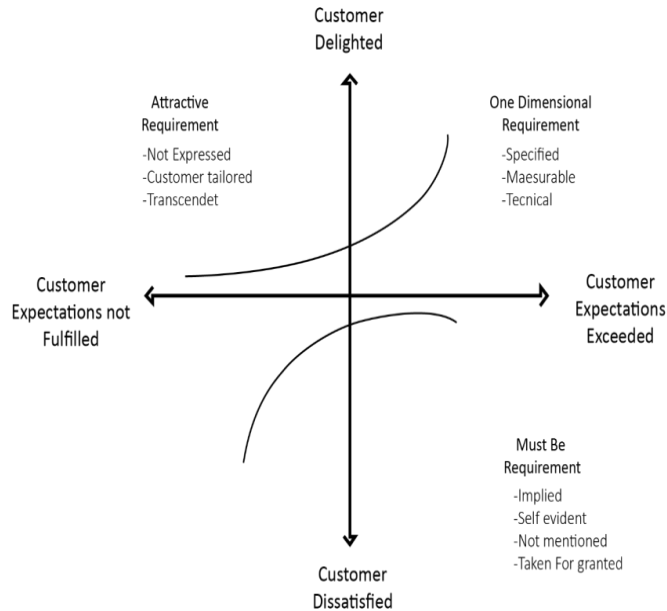 Customer
Delighted
Attractive
Requirement
-Not Expressed
-Customer tailored
-Transcendet
One Dimensional
Requirement
-Specified
-Maesurable
-Tecnical
Customer
Expectations not
Fulfilled
Customer
Expectations
Exceeded
Must Be
Requirement
-Implied
-Self evident
-Not mentioned
-Taken For granted
Customer
Dissatisfied